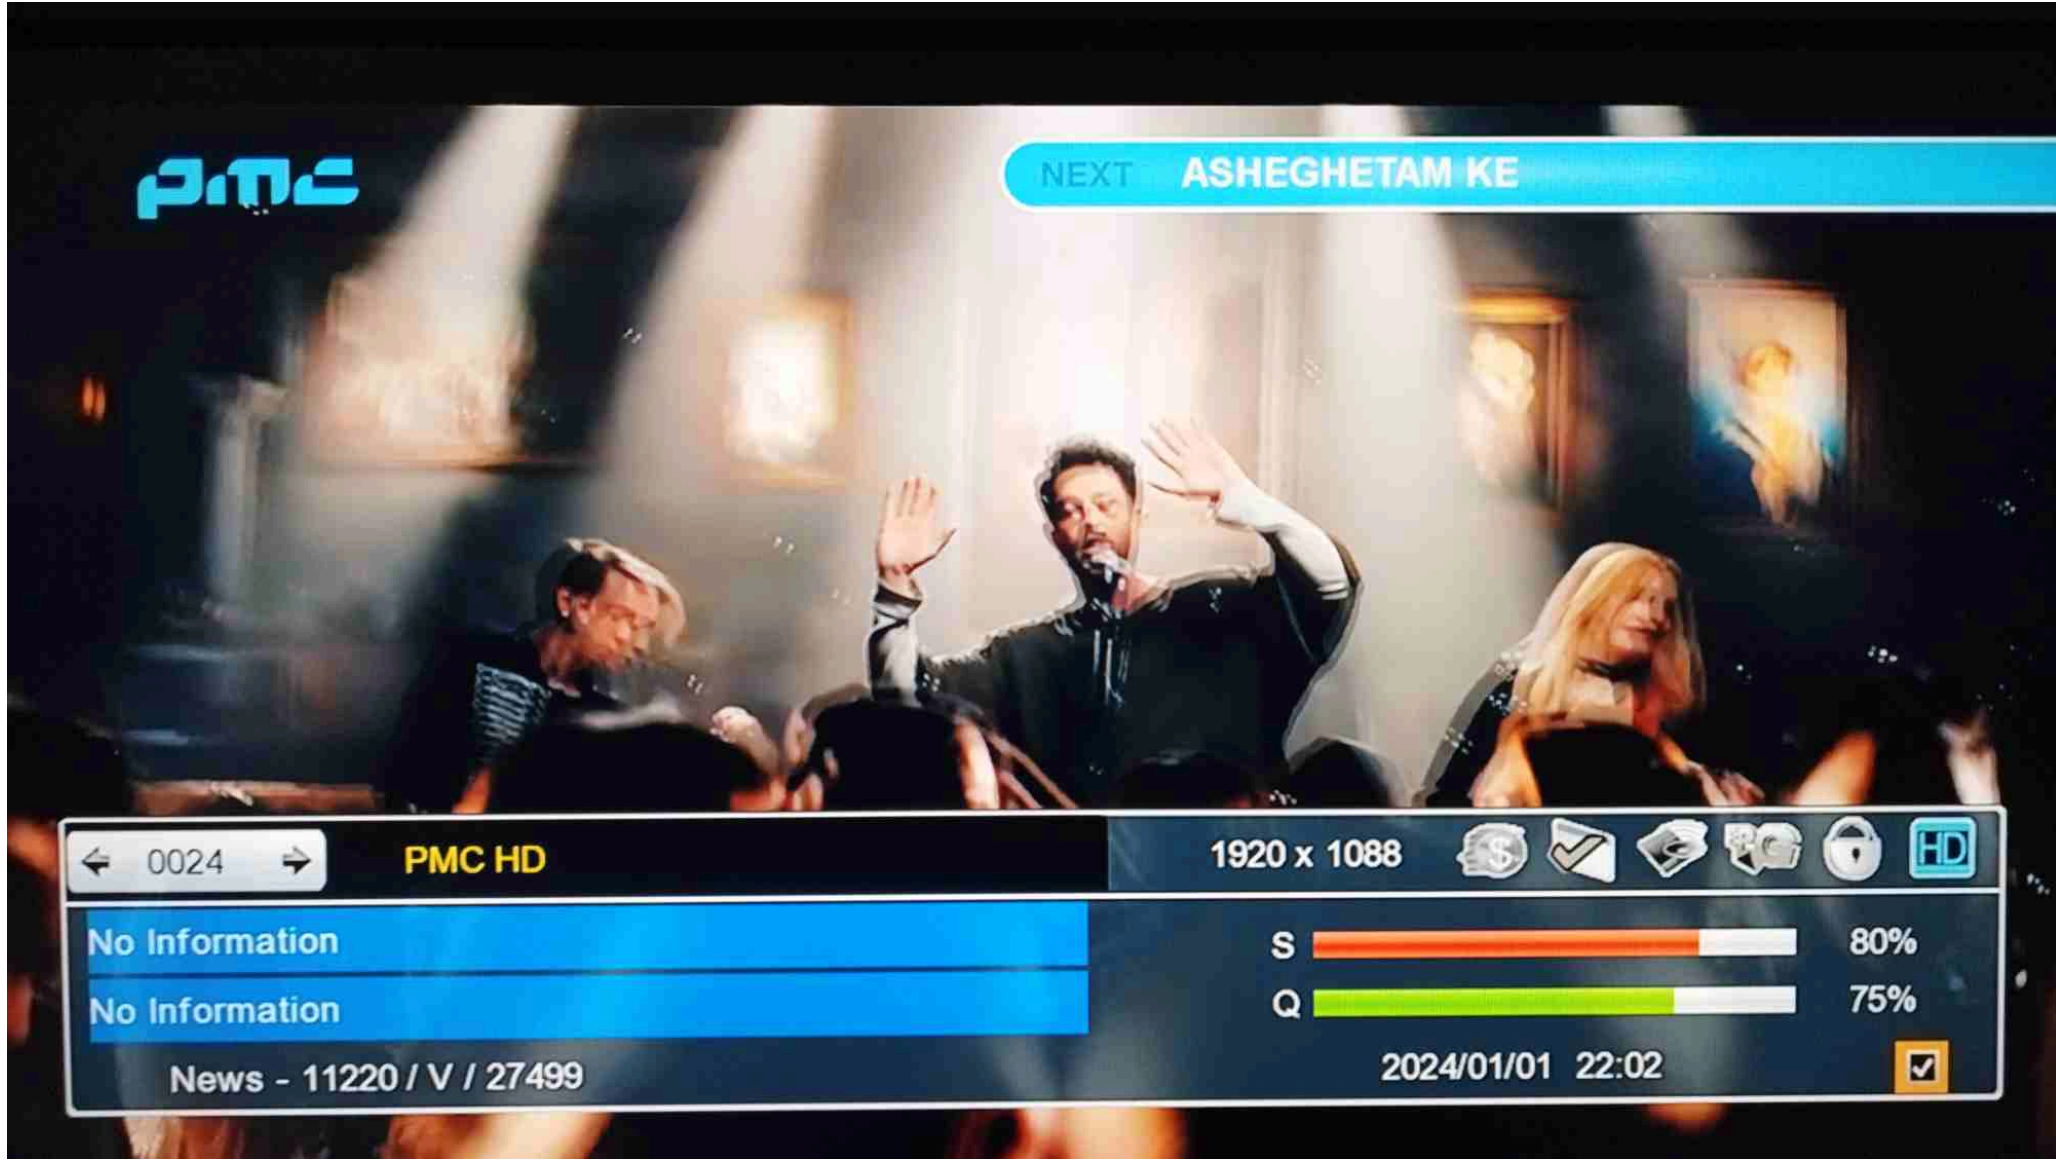 pmc
NEXT ASHEGHETAM KE
0024 PMC HD 1920 x 1088 $ HD
No Information S 80%
No Information Q 75%
News - 11220 / V / 27499 2024/01/01 22:02